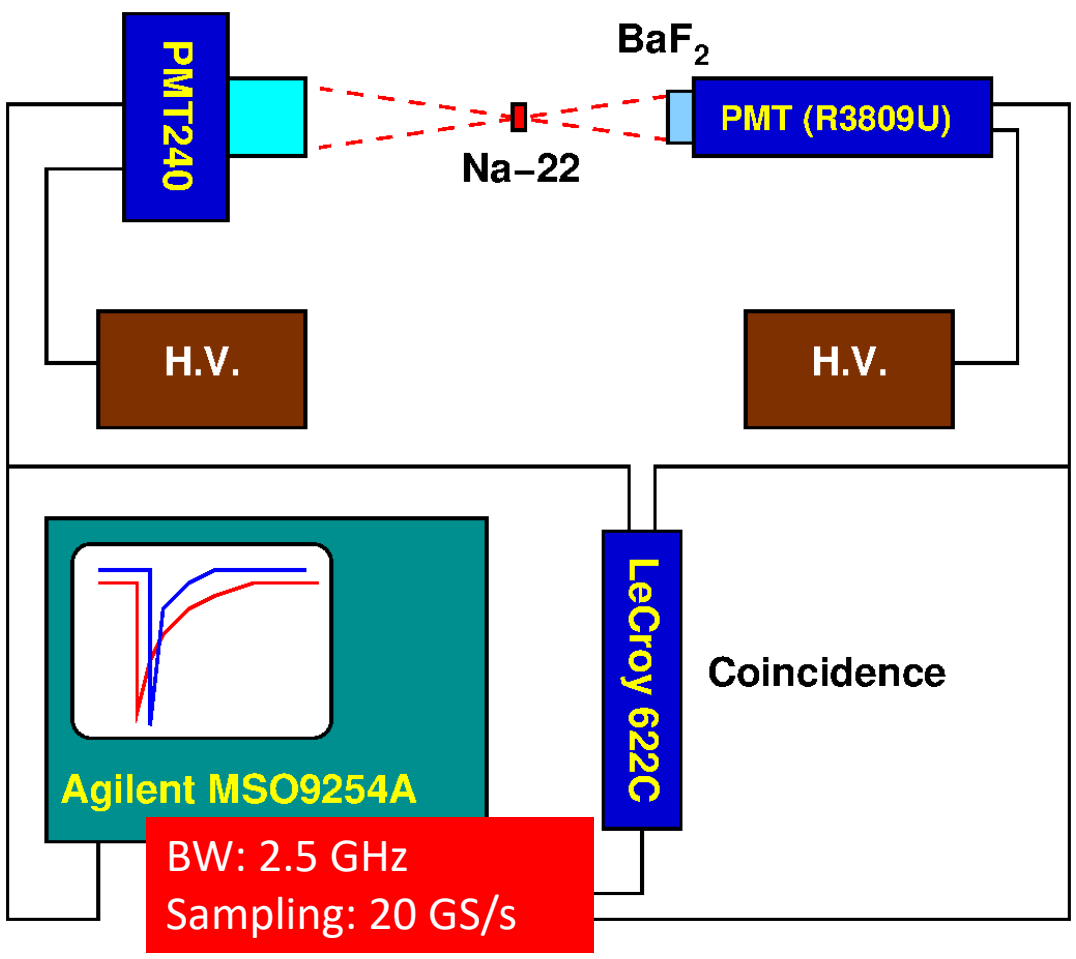 BaF2
PMT240
PMT (R3809U)
Na−22
H.V.
H.V.
LeCroy 622C
Coincidence
Agilent MSO9254A
BW: 2.5 GHz
Sampling: 20 GS/s